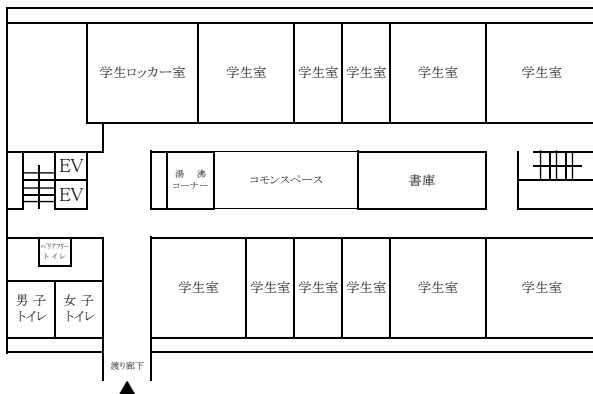 学生ロッカー室
学生室
学生室
学生室
学生室
学生室
EV
EV
湯沸
コーナー
コモンスペース
書庫
バリアフリー
トイレ
男子
トイレ
女子
トイレ
学生室
学生室
学生室
学生室
学生室
学生室
渡り廊下